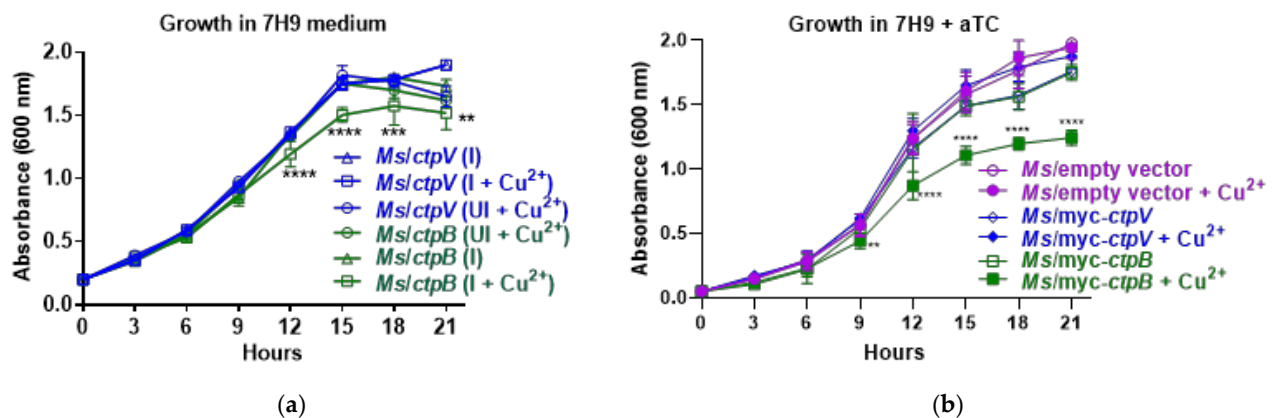 Growth in 7H9 medium
Absorbance (600 nm)
2.0
1.5
1.0
0.5
0.0
0 3 6 9 12 15 18 21
Hours
****
****
***
**
Ms/ctpV (I)
Ms/ctpV (I + Cu²⁺)
Ms/ctpV (UI + Cu²⁺)
Ms/ctpB (UI + Cu²⁺)
Ms/ctpB (I)
Ms/ctpB (I + Cu²⁺)
(a)
Growth in 7H9 + aTC
Absorbance (600 nm)
2.0
1.5
1.0
0.5
0.0
0 3 6 9 12 15 18 21
Hours
**
****
****
****
****
Ms/empty vector
Ms/empty vector + Cu²⁺
Ms/myc-ctpV
Ms/myc-ctpV + Cu²⁺
Ms/myc-ctpB
Ms/myc-ctpB + Cu²⁺
(b)